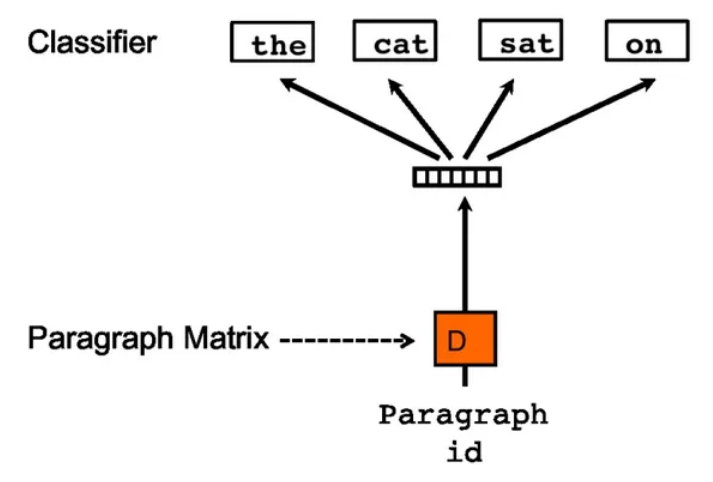 Classifier the cat sat on
Paragraph Matrix D
Paragraph
id